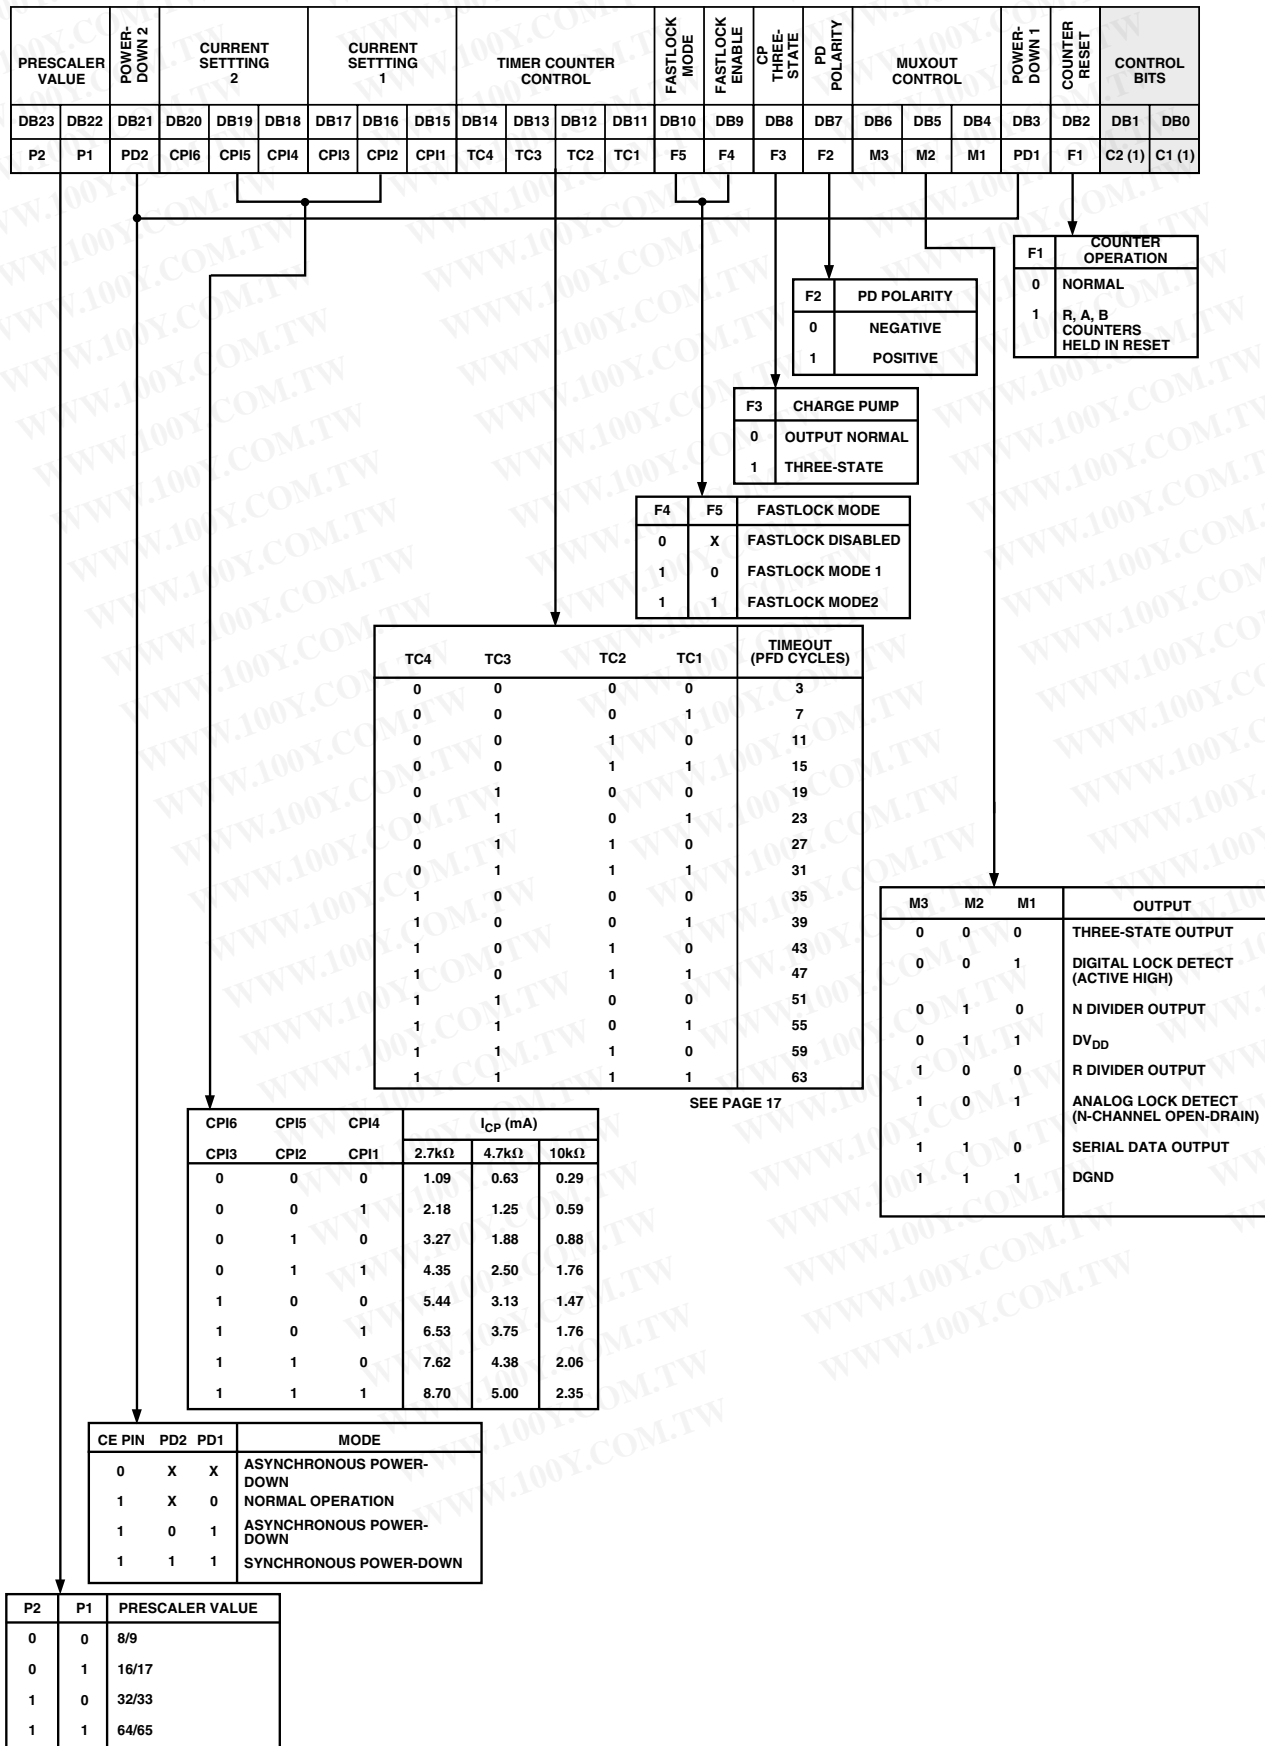 PRESCALER VALUE
POWER-DOWN 2
CURRENT SETTTING 2
CURRENT SETTTING 1
TIMER COUNTER CONTROL
FASTLOCK MODE
FASTLOCK ENABLE
CP THREE-STATE
PD POLARITY
MUXOUT CONTROL
POWER-DOWN 1
COUNTER RESET
CONTROL BITS
DB23 DB22 DB21 DB20 DB19 DB18 DB17 DB16 DB15 DB14 DB13 DB12 DB11 DB10 DB9 DB8 DB7 DB6 DB5 DB4 DB3 DB2 DB1 DB0
P2 P1 PD2 CPI6 CPI5 CPI4 CPI3 CPI2 CPI1 TC4 TC3 TC2 TC1 F5 F4 F3 F2 M3 M2 M1 PD1 F1 C2 (1) C1 (1)
F1 COUNTER OPERATION
0 NORMAL
1 R, A, B
COUNTERS
HELD IN RESET
F2 PD POLARITY
0 NEGATIVE
1 POSITIVE
F3 CHARGE PUMP
0 OUTPUT NORMAL
1 THREE-STATE
F4 F5 FASTLOCK MODE
0 X FASTLOCK DISABLED
1 0 FASTLOCK MODE 1
1 1 FASTLOCK MODE2
TC4 TC3 TC2 TC1 TIMEOUT (PFD CYCLES)
0 0 0 0 3
0 0 0 1 7
0 0 1 0 11
0 0 1 1 15
0 1 0 0 19
0 1 0 1 23
0 1 1 0 27
0 1 1 1 31
1 0 0 0 35
1 0 0 1 39
1 0 1 0 43
1 0 1 1 47
1 1 0 0 51
1 1 0 1 55
1 1 1 0 59
1 1 1 1 63
SEE PAGE 17
M3 M2 M1 OUTPUT
0 0 0 THREE-STATE OUTPUT
0 0 1 DIGITAL LOCK DETECT
(ACTIVE HIGH)
0 1 0 N DIVIDER OUTPUT
0 1 1 DVDD
1 0 0 R DIVIDER OUTPUT
1 0 1 ANALOG LOCK DETECT
(N-CHANNEL OPEN-DRAIN)
1 1 0 SERIAL DATA OUTPUT
1 1 1 DGND
CPI6 CPI5 CPI4 ICP (mA)
CPI3 CPI2 CPI1 2.7kΩ 4.7kΩ 10kΩ
0 0 0 1.09 0.63 0.29
0 0 1 2.18 1.25 0.59
0 1 0 3.27 1.88 0.88
0 1 1 4.35 2.50 1.76
1 0 0 5.44 3.13 1.47
1 0 1 6.53 3.75 1.76
1 1 0 7.62 4.38 2.06
1 1 1 8.70 5.00 2.35
CE PIN PD2 PD1 MODE
0 X X ASYNCHRONOUS POWER-
DOWN
1 X 0 NORMAL OPERATION
1 0 1 ASYNCHRONOUS POWER-
DOWN
1 1 1 SYNCHRONOUS POWER-DOWN
P2 P1 PRESCALER VALUE
0 0 8/9
0 1 16/17
1 0 32/33
1 1 64/65
WWW.100Y.COM.TW